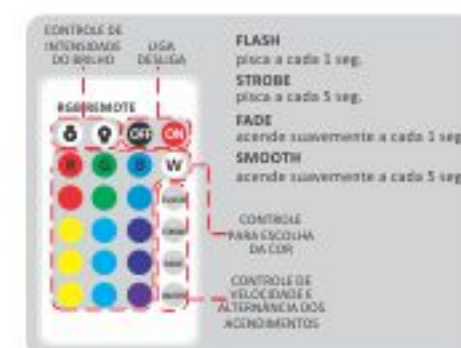 CONTROLE DE
INTENSIDADE
DO BRILHO
LIGA
DESLIGA
FLASH
pisca a cada 1 seg.
STROBE
pisca a cada 5 seg.
FADE
acende suavemente a cada 1 seg
SMOOTH
acende suavemente a cada 5 seg
RGB REMOTE
OFF
ON
R
G
B
W
CONTROLE
PARA ESCOLHA
DA COR
CONTROLE DE
VELOCIDADE E
ALTERNÂNCIA DOS
ACENDIMENTOS